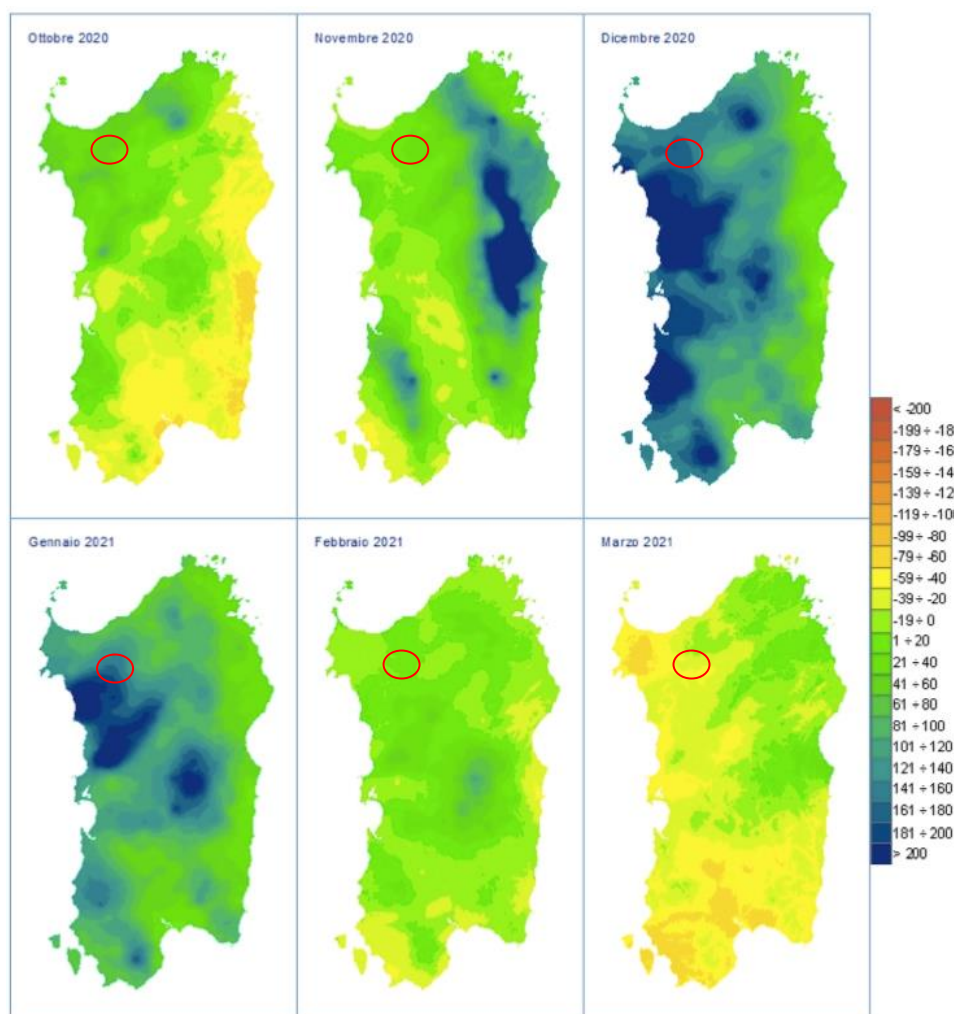 Ottobre 2020
Novembre 2020
Dicembre 2020
< -200
-199 ÷ -18
-179 ÷ -16
-159 ÷ -14
-139 ÷ -12
-119 ÷ -10
-99 ÷ -80
-79 ÷ -60
-59 ÷ -40
-39 ÷ -20
-19 ÷ 0
1 ÷ 20
21 ÷ 40
41 ÷ 60
61 ÷ 80
81 ÷ 100
101 ÷ 120
121 ÷ 140
141 ÷ 160
161 ÷ 180
181 ÷ 200
> 200
Gennaio 2021
Febbraio 2021
Marzo 2021